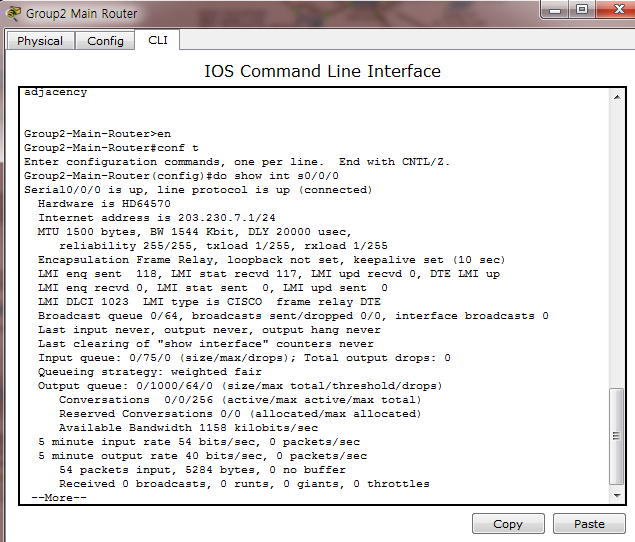 Group2 Main Router
Physical Config CLI
IOS Command Line Interface
adjacency
Group2-Main-Router>en
Group2-Main-Router#conf t
Enter configuration commands, one per line.  End with CNTL/Z.
Group2-Main-Router(config)#do show int s0/0/0
Serial0/0/0 is up, line protocol is up (connected)
  Hardware is HD64570
  Internet address is 203.230.7.1/24
  MTU 1500 bytes, BW 1544 Kbit, DLY 20000 usec,
     reliability 255/255, txload 1/255, rxload 1/255
  Encapsulation Frame Relay, loopback not set, keepalive set (10 sec)
  LMI enq sent  118, LMI stat recvd 117, LMI upd recvd 0, DTE LMI up
  LMI enq recvd 0, LMI stat sent  0, LMI upd sent  0
  LMI DLCI 1023  LMI type is CISCO  frame relay DTE
  Broadcast queue 0/64, broadcasts sent/dropped 0/0, interface broadcasts 0
  Last input never, output never, output hang never
  Last clearing of "show interface" counters never
  Input queue: 0/75/0 (size/max/drops); Total output drops: 0
  Queueing strategy: weighted fair
  Output queue: 0/1000/64/0 (size/max total/threshold/drops)
     Conversations  0/0/256 (active/max active/max total)
     Reserved Conversations 0/0 (allocated/max allocated)
     Available Bandwidth 1158 kilobits/sec
  5 minute input rate 54 bits/sec, 0 packets/sec
  5 minute output rate 40 bits/sec, 0 packets/sec
     54 packets input, 5284 bytes, 0 no buffer
     Received 0 broadcasts, 0 runts, 0 giants, 0 throttles
 --More--
Copy Paste